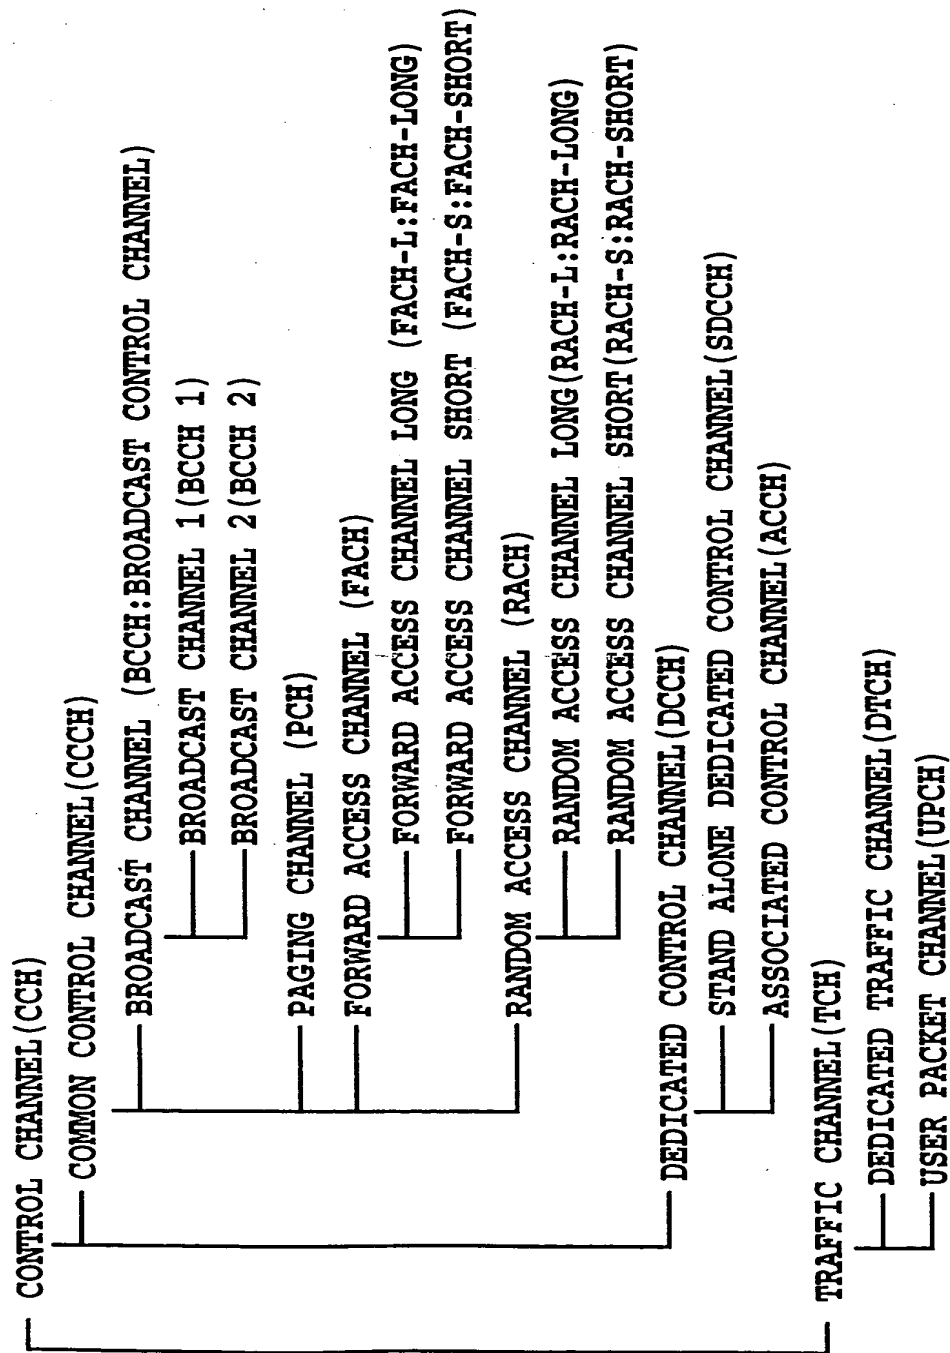 CONTROL CHANNEL(CCH)
COMMON CONTROL CHANNEL(CCCH)
BROADCAST CHANNEL (BCCH:BROADCAST CONTROL CHANNEL)
BROADCAST CHANNEL 1(BCCH 1)
BROADCAST CHANNEL 2(BCCH 2)
PAGING CHANNEL (PCH)
FORWARD ACCESS CHANNEL (FACH)
FORWARD ACCESS CHANNEL LONG (FACH-L:FACH-LONG)
FORWARD ACCESS CHANNEL SHORT (FACH-S:FACH-SHORT)
RANDOM ACCESS CHANNEL (RACH)
RANDOM ACCESS CHANNEL LONG(RACH-L:RACH-LONG)
RANDOM ACCESS CHANNEL SHORT(RACH-S:RACH-SHORT)
DEDICATED CONTROL CHANNEL(DCCH)
STAND ALONE DEDICATED CONTROL CHANNEL(SDCCH)
ASSOCIATED CONTROL CHANNEL(ACCH)
TRAFFIC CHANNEL(TCH)
DEDICATED TRAFFIC CHANNEL(DTCH)
USER PACKET CHANNEL(UPCH)